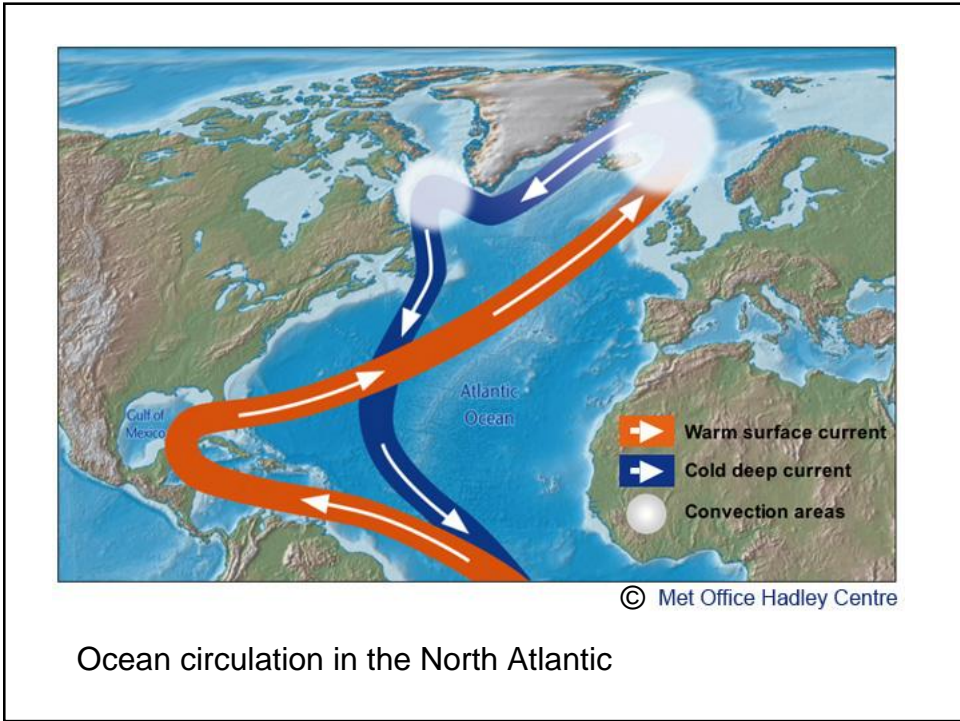 Gulf of
Mexico
Atlantic
Ocean
Warm surface current
Cold deep current
Convection areas
© Met Office Hadley Centre
Ocean circulation in the North Atlantic